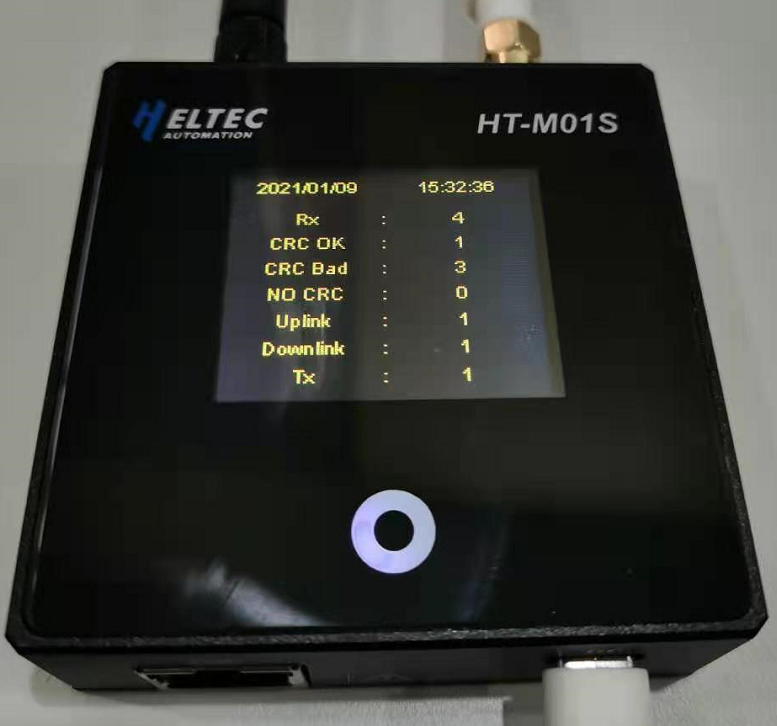 HELTEC
AUTOMATION
HT-M01S
2021/01/09 15:32:36
Rx : 4
CRC OK : 1
CRC Bad : 3
NO CRC : 0
Uplink : 1
Downlink : 1
Tx : 1